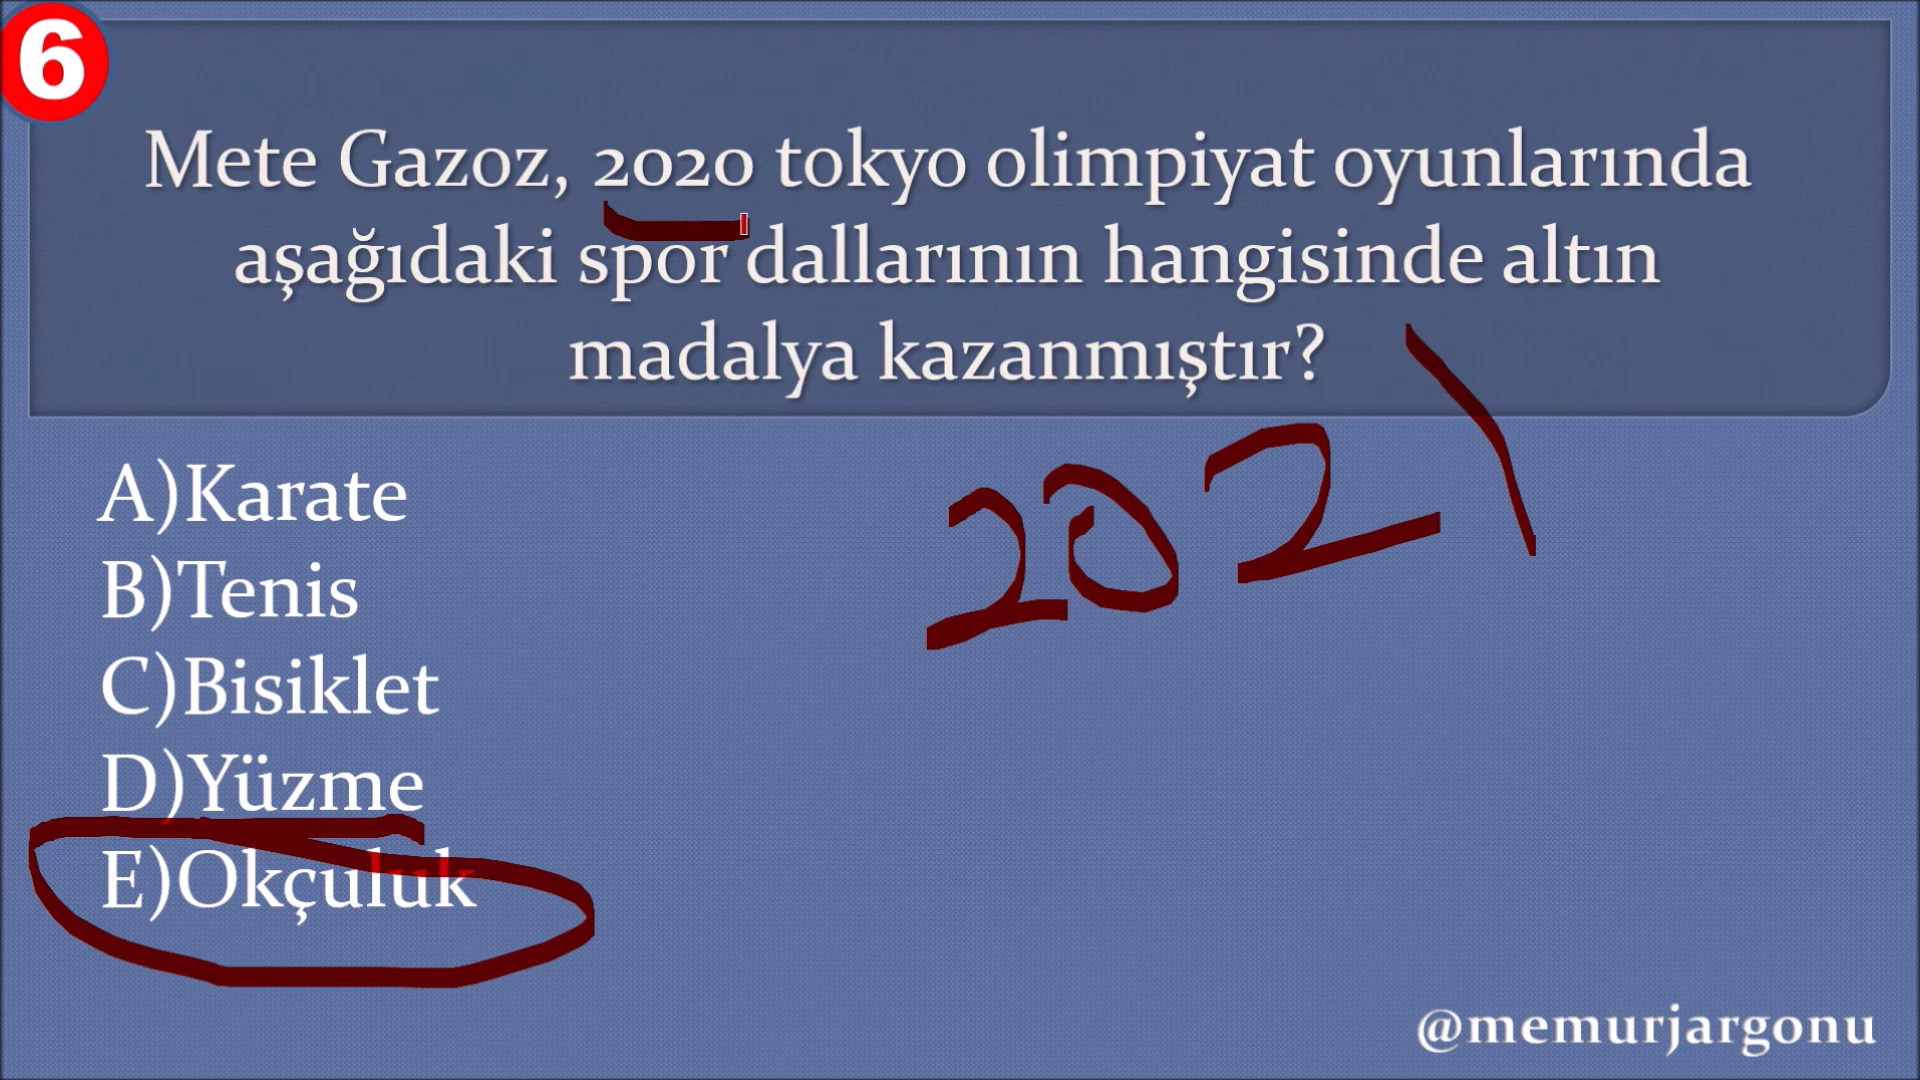 6
Mete Gazoz, 2020 tokyo olimpiyat oyunlarında
aşağıdaki spor dallarının hangisinde altın
madalya kazanmıştır?
2021
A)Karate
B)Tenis
C)Bisiklet
D)Yüzme
E)Okçuluk
@memurjargonu